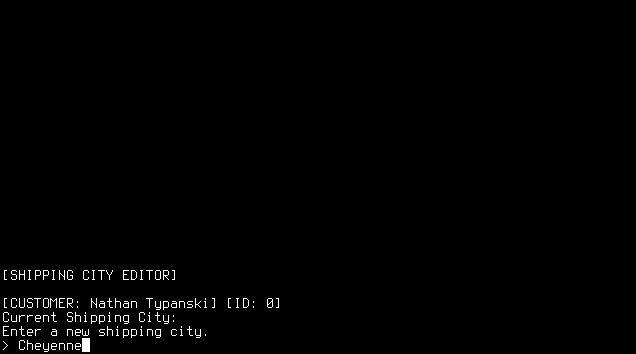 [SHIPPING CITY EDITOR]
[CUSTOMER: Nathan Typanski] [ID: 0]
Current Shipping City:
Enter a new shipping city.
> Cheyenne